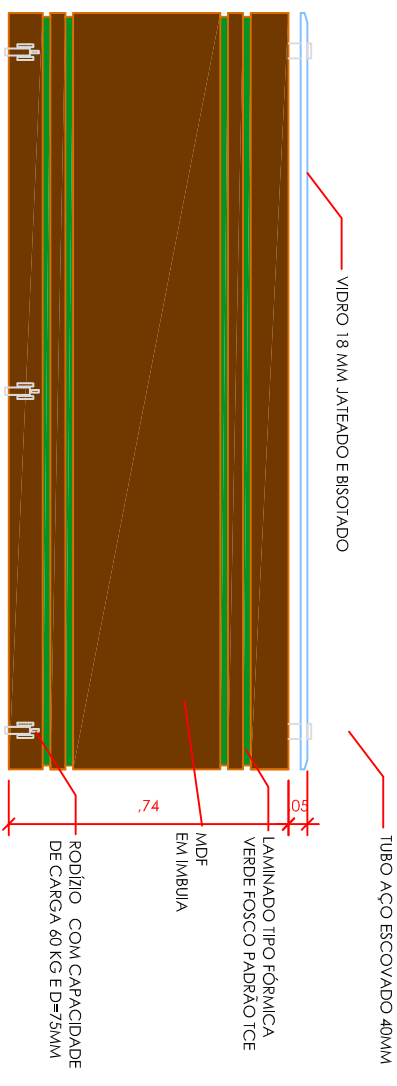 TUBO AÇO ESCOVADO 40MM
VIDRO 18 MM JATEADO E BISOTADO
,05
,74
LAMINADO TIPO FÓRMICA
VERDE FOSCO PADRÃO TCE
MDF
EM IMBUIA
RODÍZIO COM CAPACIDADE
DE CARGA 60 KG E D=75MM